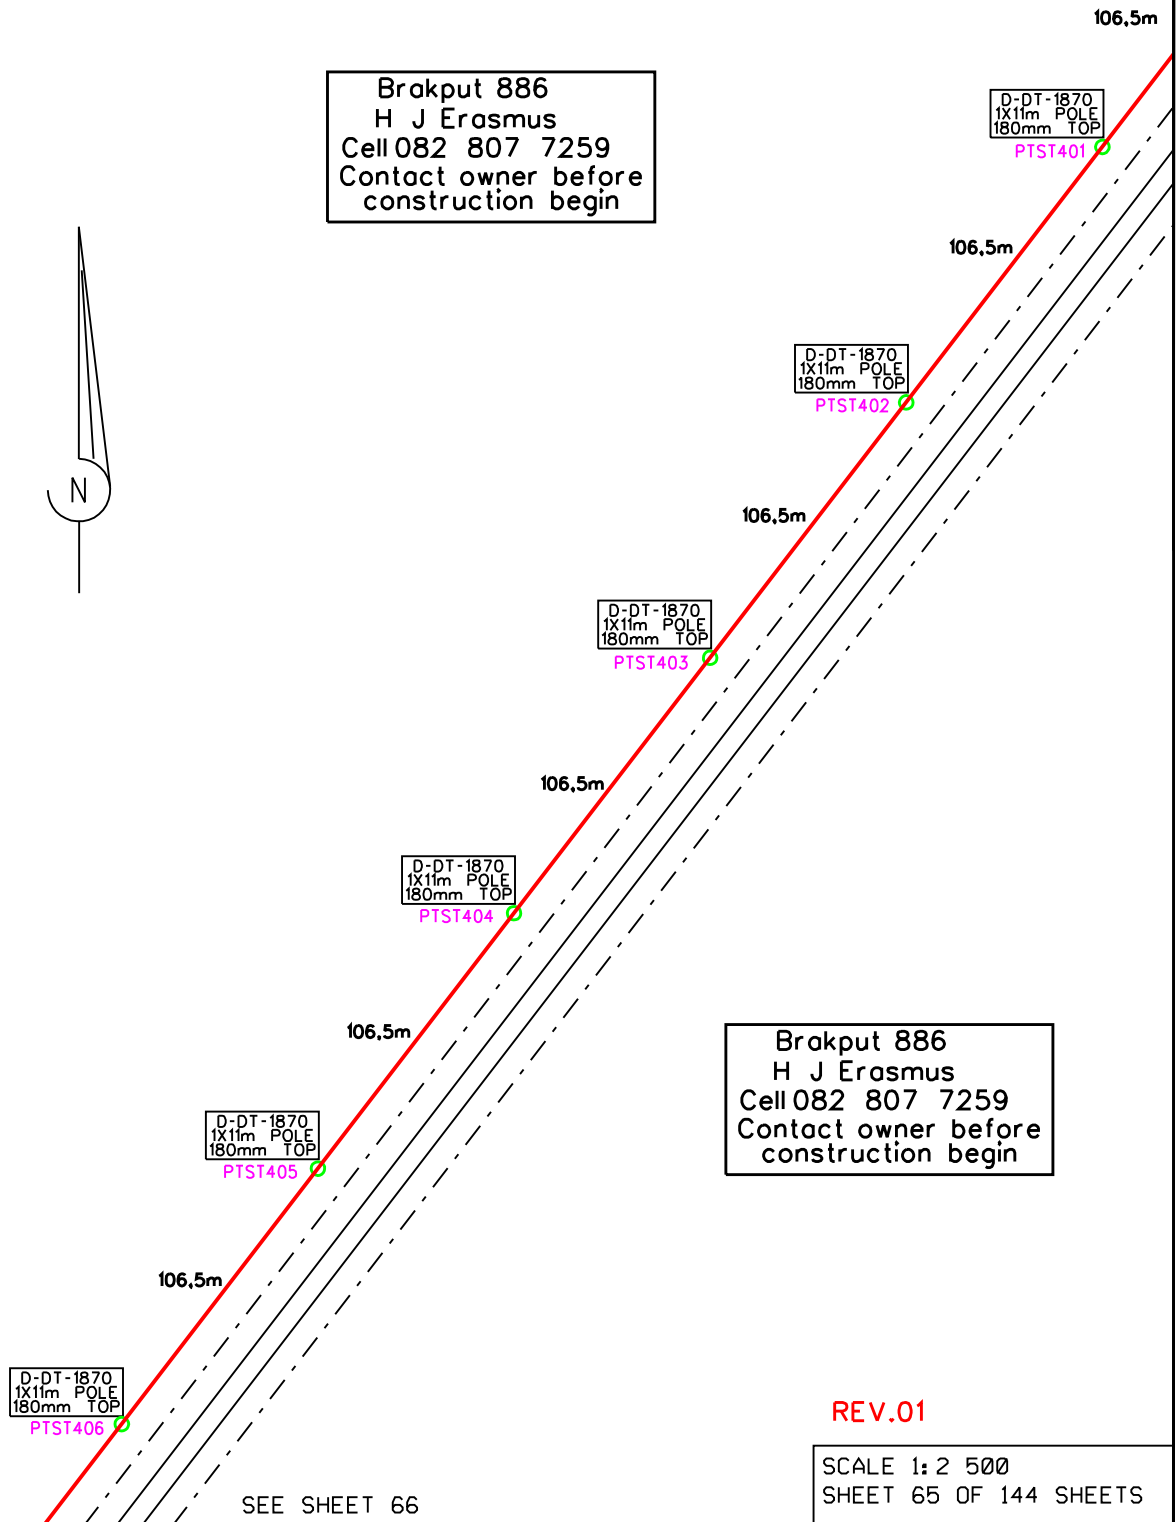 106,5m
Brakput 886
H J Erasmus
Cell 082 807 7259
Contact owner before
construction begin
D-DT-1870
1X11m POLE
180mm TOP
PTST401
106,5m
D-DT-1870
1X11m POLE
180mm TOP
PTST402
N
106,5m
D-DT-1870
1X11m POLE
180mm TOP
PTST403
106,5m
D-DT-1870
1X11m POLE
180mm TOP
PTST404
106,5m
Brakput 886
H J Erasmus
Cell 082 807 7259
Contact owner before
construction begin
D-DT-1870
1X11m POLE
180mm TOP
PTST405
106,5m
D-DT-1870
1X11m POLE
180mm TOP
PTST406
REV.01
SCALE 1:2 500
SHEET 65 OF 144 SHEETS
SEE SHEET 66